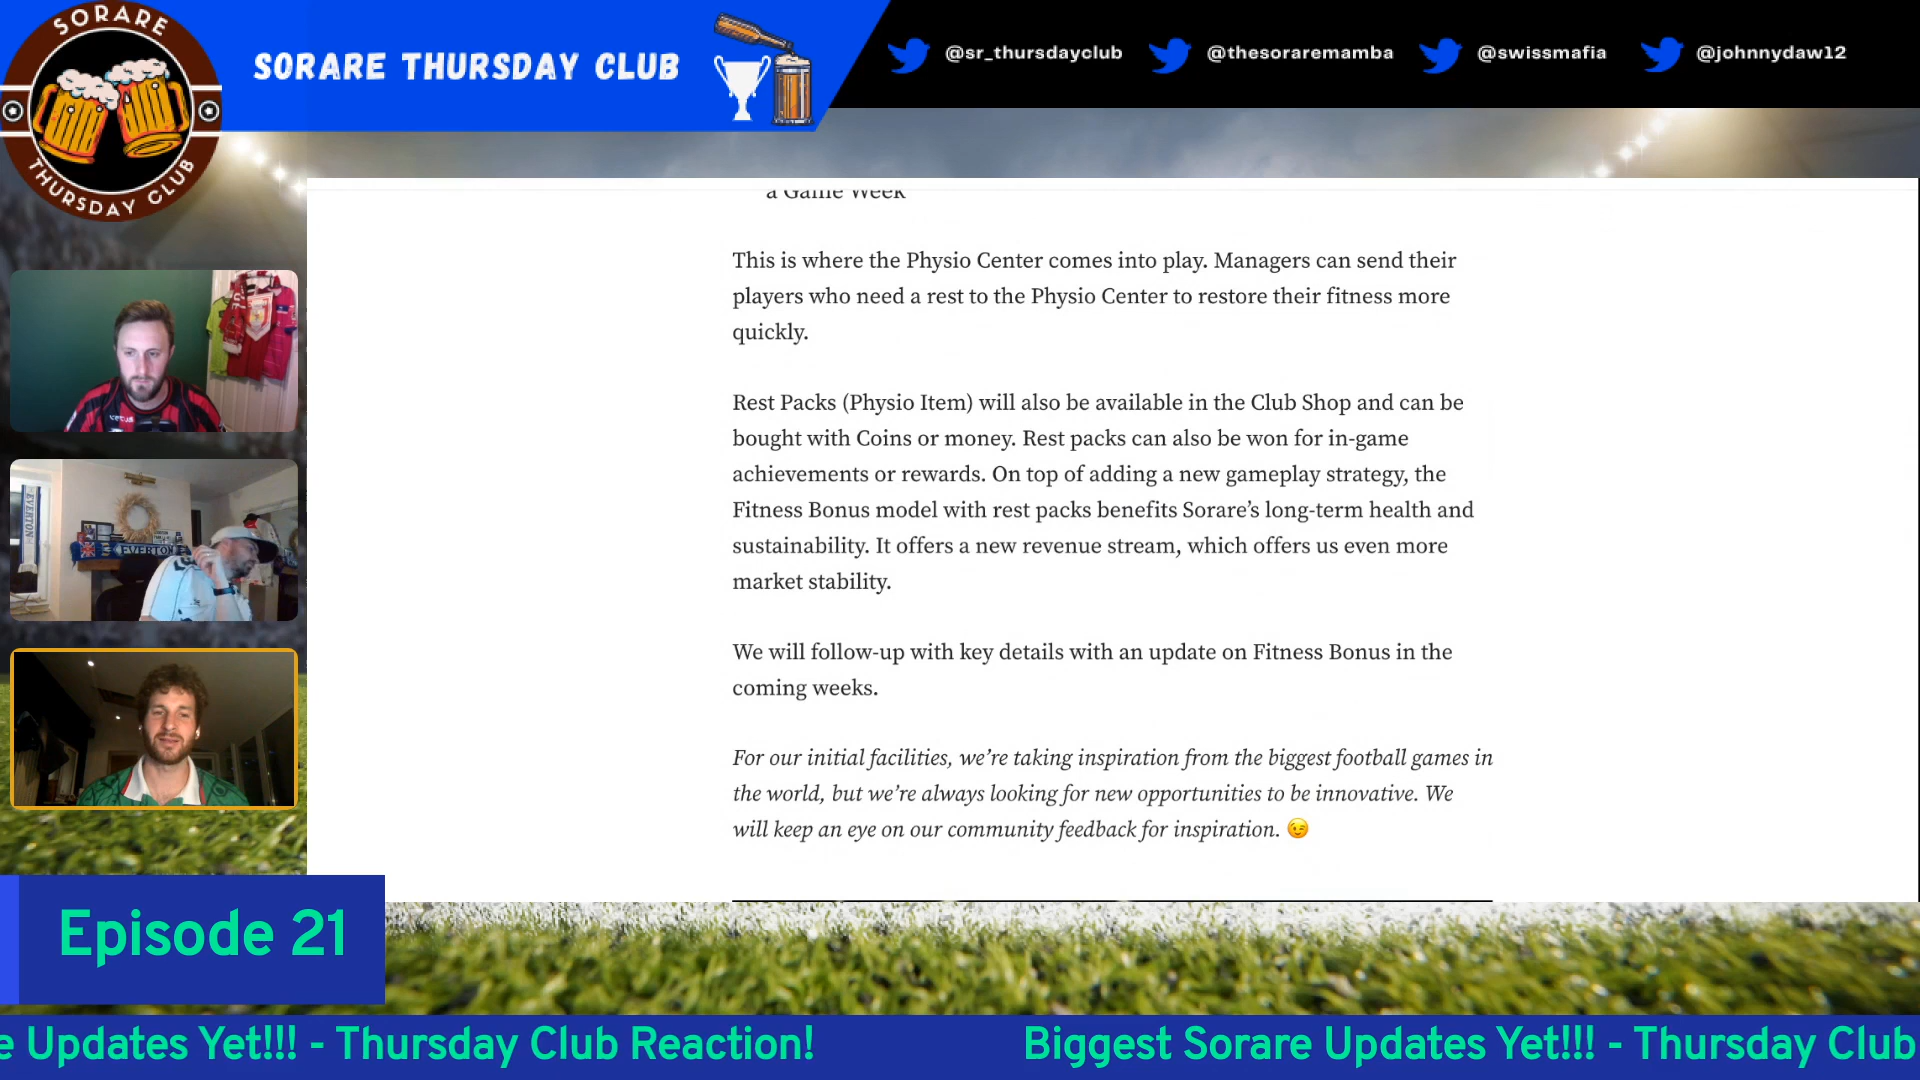 SORARE
THURSDAY CLUB
SORARE THURSDAY CLUB
@sr_thursdayclub
@thesoraremamba
@swissmafia
@johnnydaw12
a Game Week
This is where the Physio Center comes into play. Managers can send their
players who need a rest to the Physio Center to restore their fitness more
quickly.
Rest Packs (Physio Item) will also be available in the Club Shop and can be
bought with Coins or money. Rest packs can also be won for in-game
achievements or rewards. On top of adding a new gameplay strategy, the
Fitness Bonus model with rest packs benefits Sorare’s long-term health and
sustainability. It offers a new revenue stream, which offers us even more
market stability.
We will follow-up with key details with an update on Fitness Bonus in the
coming weeks.
For our initial facilities, we’re taking inspiration from the biggest football games in
the world, but we’re always looking for new opportunities to be innovative. We
will keep an eye on our community feedback for inspiration. 😉
EVERTON
EVERTON
Episode 21
e Updates Yet!!! - Thursday Club Reaction!
Biggest Sorare Updates Yet!!! - Thursday Club